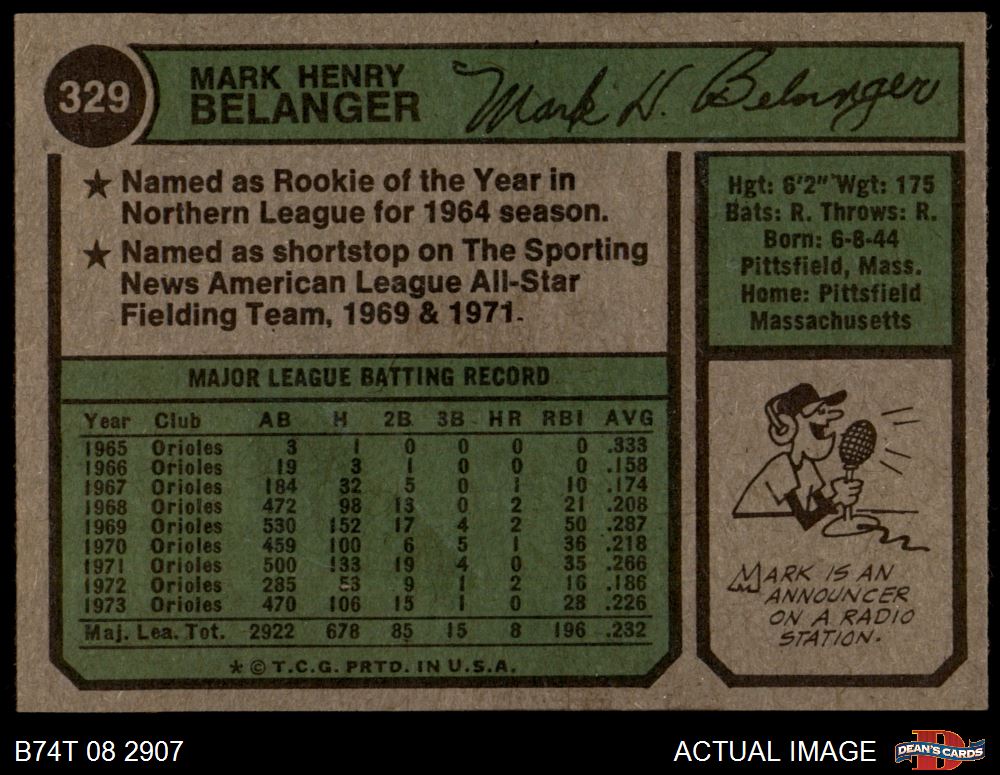 329
MARK HENRY
BELANGER
Mark H. Belanger
★ Named as Rookie of the Year in
Northern League for 1964 season.
★ Named as shortstop on The Sporting
News American League All-Star
Fielding Team, 1969 & 1971.
Hgt: 6'2" Wgt: 175
Bats: R. Throws: R.
Born: 6-8-44
Pittsfield, Mass.
Home: Pittsfield
Massachusetts
MAJOR LEAGUE BATTING RECORD
Year Club AB H 2B 3B HR RBI AVG
1965 Orioles 3 1 0 0 0 0 .333
1966 Orioles 19 3 1 0 0 0 .158
1967 Orioles 184 32 5 0 1 10 .174
1968 Orioles 472 98 13 0 2 21 .208
1969 Orioles 530 152 17 4 2 50 .287
1970 Orioles 459 100 6 5 1 36 .218
1971 Orioles 500 133 19 4 0 35 .266
1972 Orioles 285 53 9 1 2 16 .186
1973 Orioles 470 106 15 1 0 28 .226
Maj. Lea. Tot. 2922 678 85 15 8 196 .232
★ © T.C.G. PRTD. IN U.S.A.
MARK IS AN
ANNOUNCER
ON A RADIO
STATION.
B74T 08 2907
ACTUAL IMAGE
D
DEAN'S CARDS